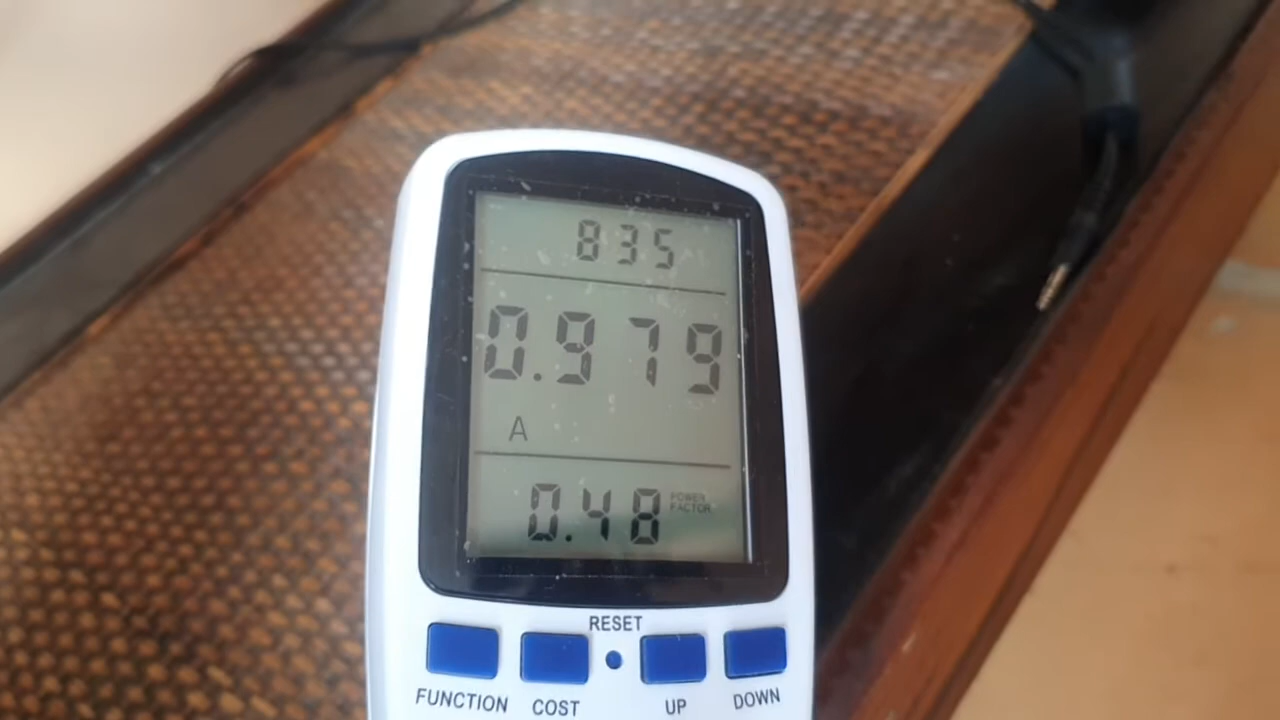 835
0.979
A
0.48 POWER FACTOR
RESET
FUNCTION COST UP DOWN